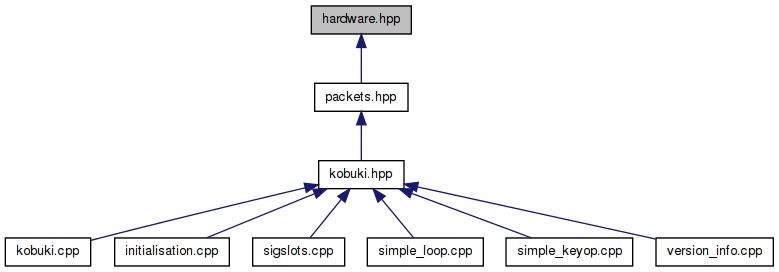 hardware.hpp
packets.hpp
kobuki.hpp
kobuki.cpp
initialisation.cpp
sigslots.cpp
simple_loop.cpp
simple_keyop.cpp
version_info.cpp